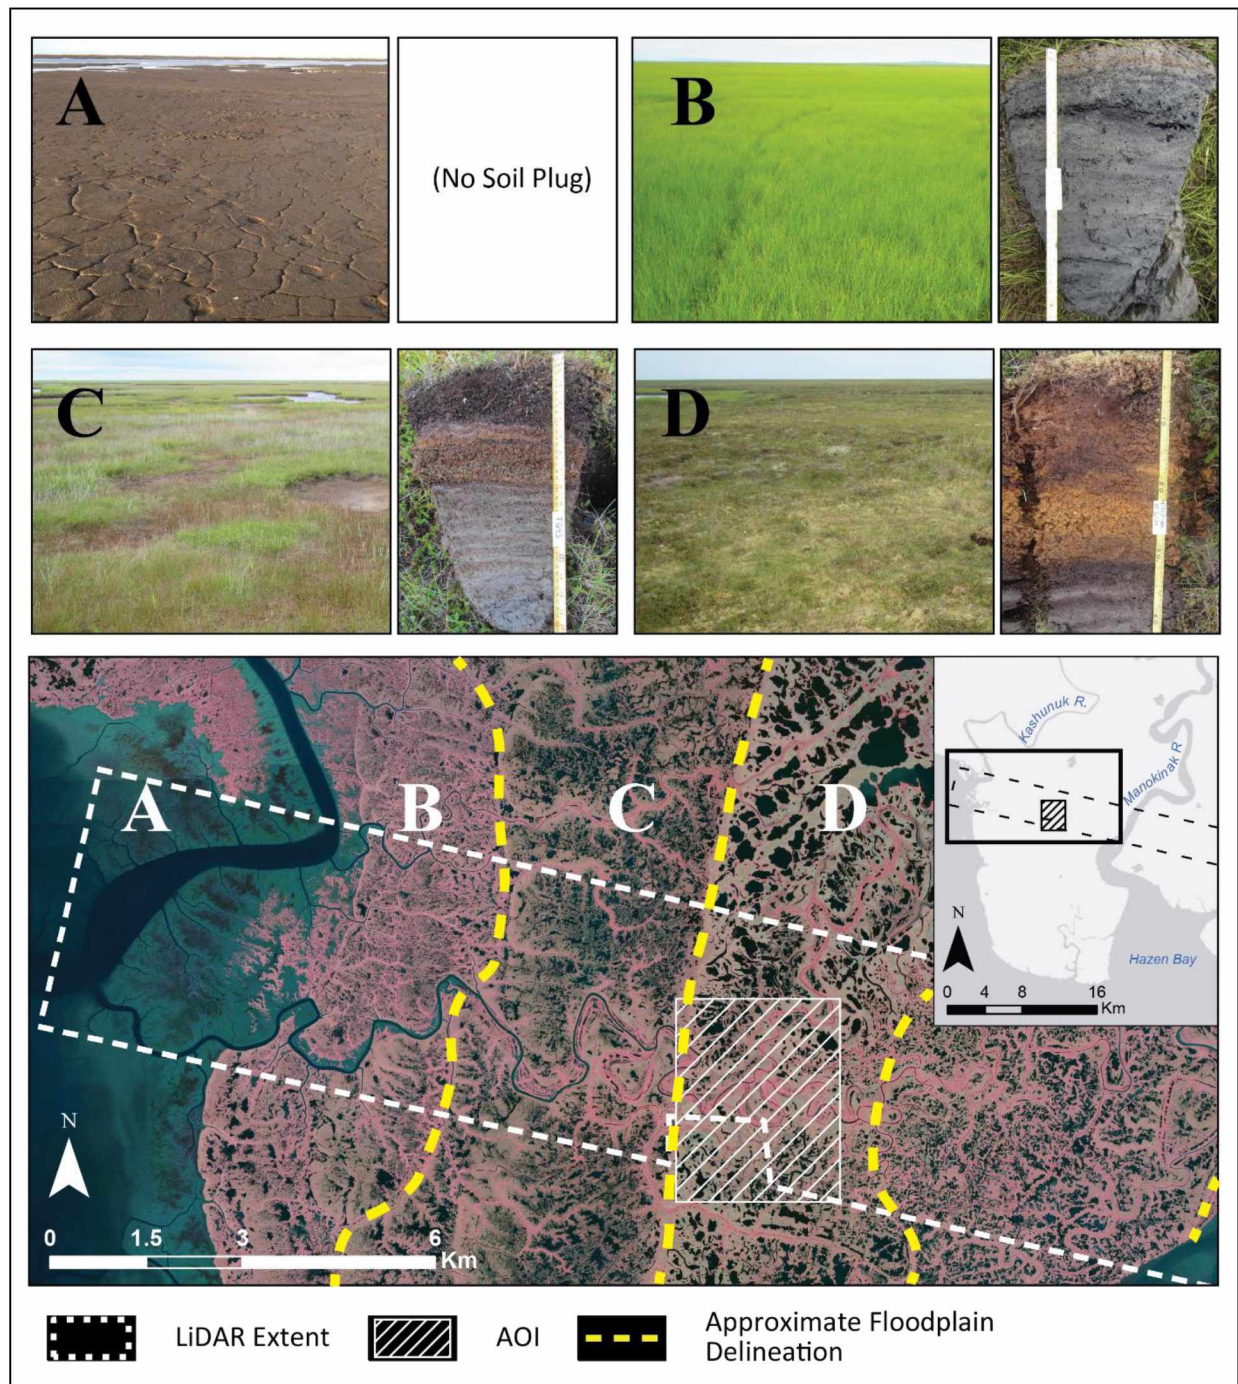 A
(No Soil Plug)
B
C
D
A
B
C
D
Kashunuk R.
Manokinak R
N
Hazen Bay
0 4 8 16
Km
N
0 1.5 3 6
Km
LiDAR Extent
AOI
Approximate Floodplain
Delineation